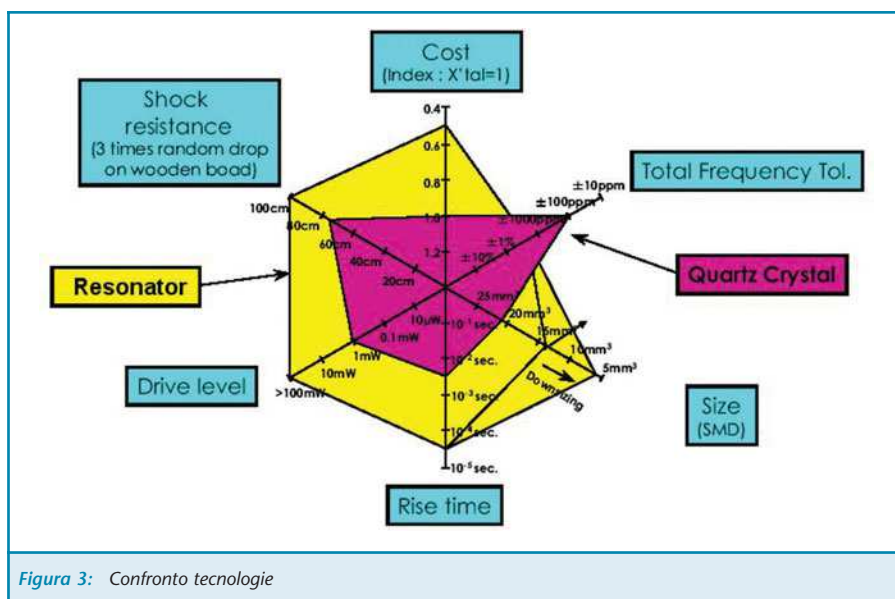 Cost
(Index : X'tal=1)
Shock
resistance
(3 times random drop
on wooden boad)
Total Frequency Tol.
Resonator
Quartz Crystal
Drive level
Size
(SMD)
Rise time
0.4
0.6
0.8
1.0
1.2
±10ppm
±100ppm
±1000ppm
±1%
±10%
100cm
80cm
60cm
40cm
20cm
25mm³
20mm³
15mm³
10mm³
5mm³
Downsizing
10μW
0.1mW
1mW
10mW
>100mW
10⁻¹ sec.
10⁻² sec.
10⁻³ sec.
10⁻⁴ sec.
10⁻⁵ sec.
Figura 3: Confronto tecnologie